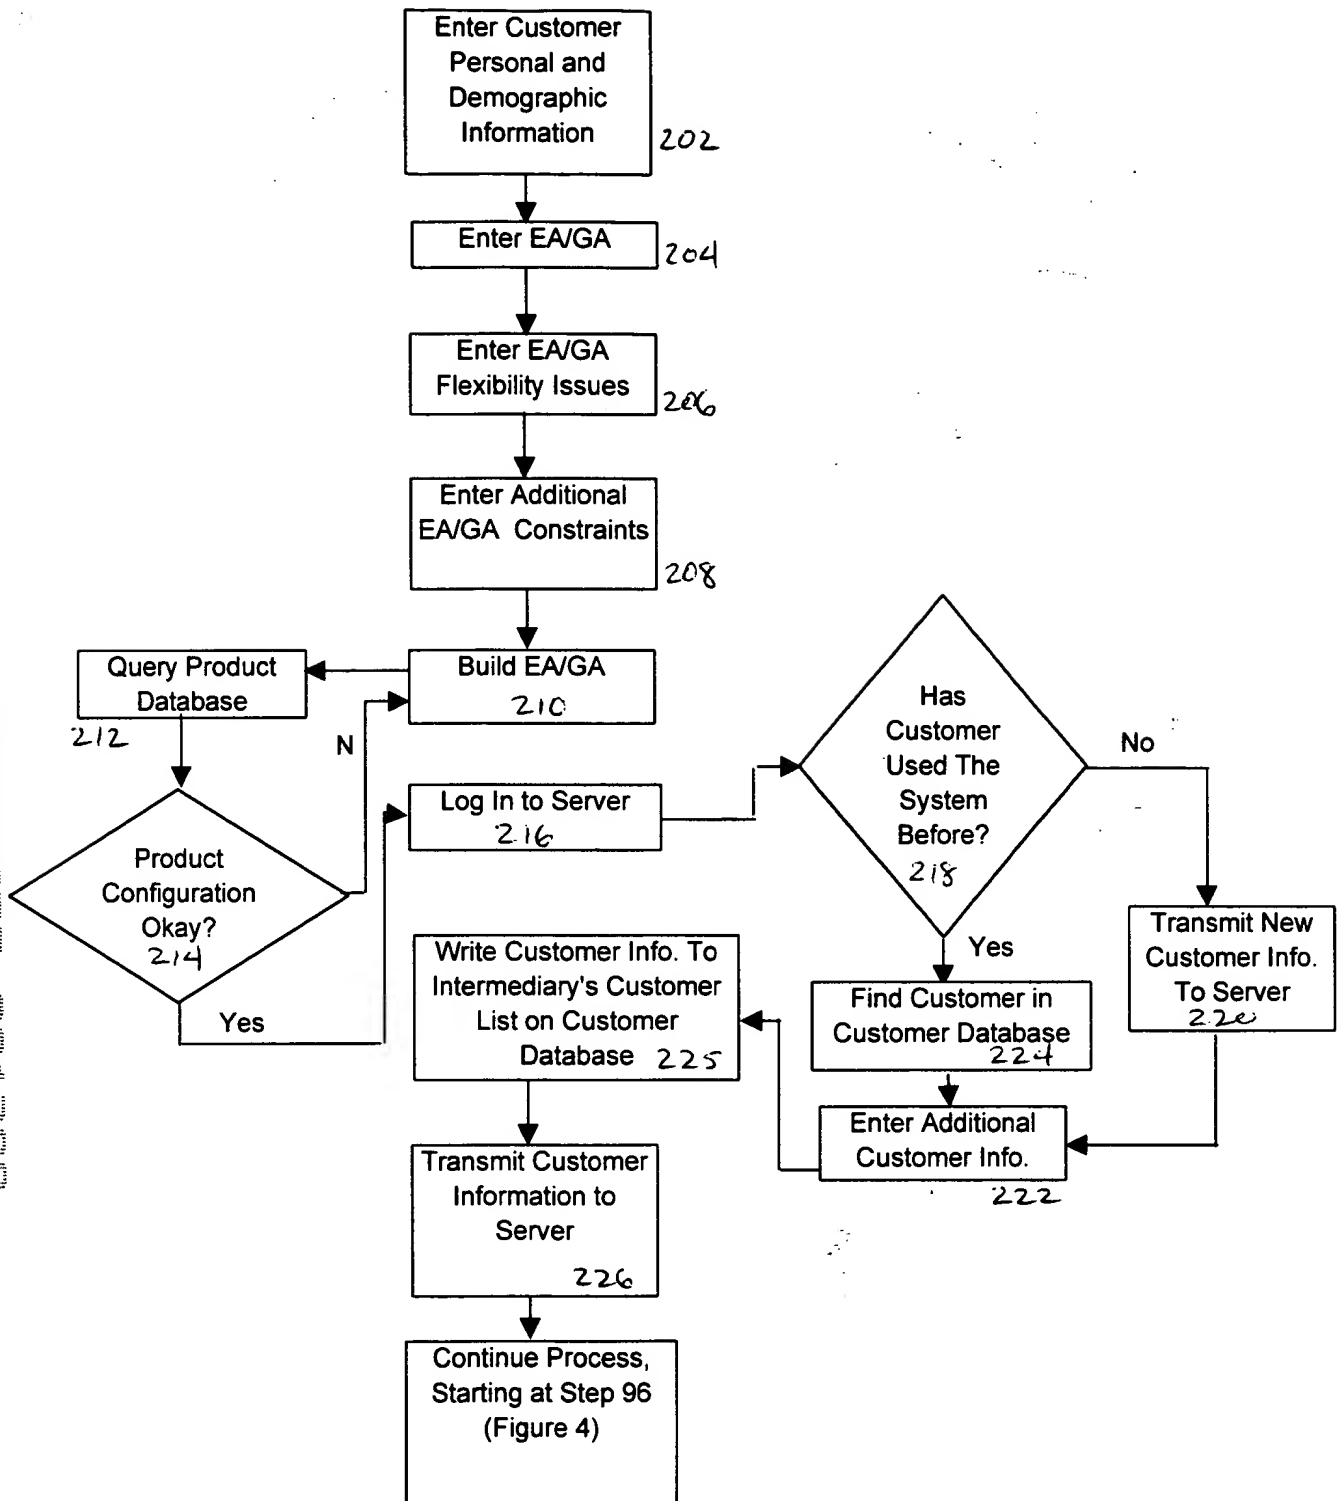 Enter Customer
Personal and
Demographic
Information
202
Enter EA/GA
204
Enter EA/GA
Flexibility Issues
206
Enter Additional
EA/GA Constraints
208
Build EA/GA
210
Query Product
Database
212
N
Product
Configuration
Okay?
214
Yes
Log In to Server
216
Has
Customer
Used The
System
Before?
218
No
Yes
Transmit New
Customer Info.
To Server
220
Find Customer in
Customer Database
224
Enter Additional
Customer Info.
222
Write Customer Info. To
Intermediary's Customer
List on Customer
Database 225
Transmit Customer
Information to
Server
226
Continue Process,
Starting at Step 96
(Figure 4)